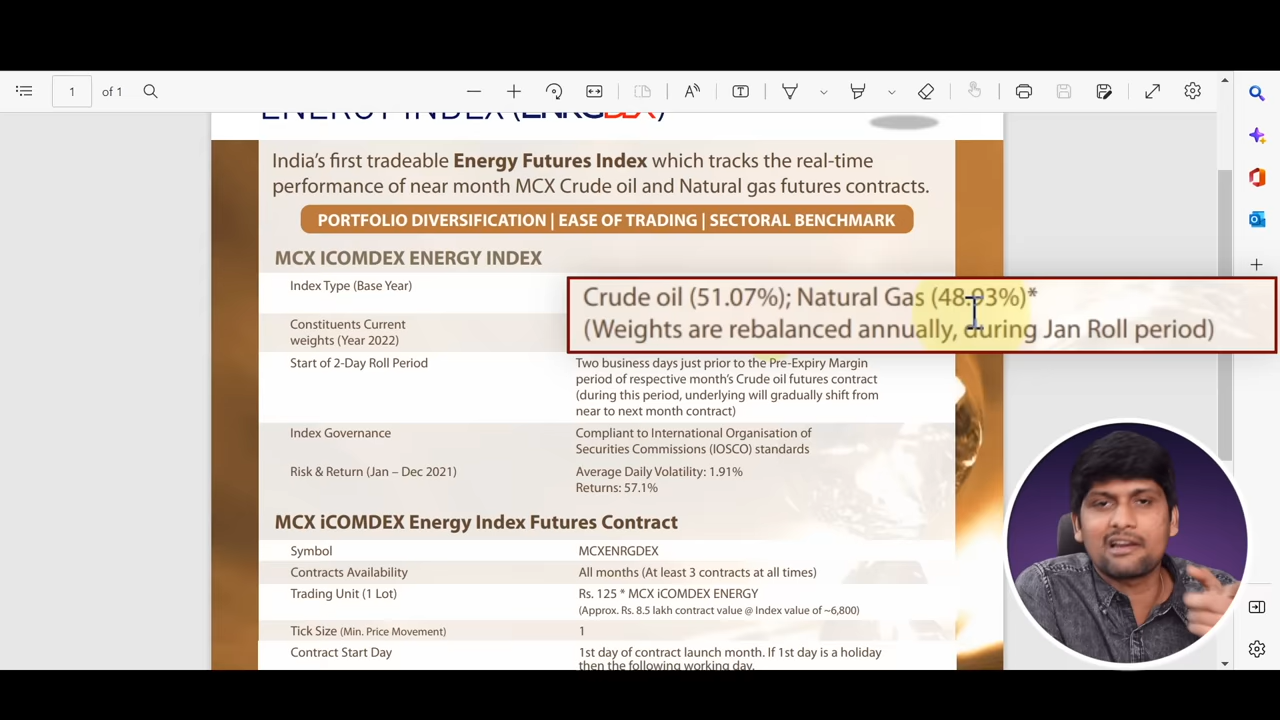 1 of 1
ENERGY INDEX (ENRGDEX)
India's first tradeable Energy Futures Index which tracks the real-time
performance of near month MCX Crude oil and Natural gas futures contracts.
PORTFOLIO DIVERSIFICATION | EASE OF TRADING | SECTORAL BENCHMARK
MCX ICOMDEX ENERGY INDEX
Index Type (Base Year)
Constituents Current
weights (Year 2022)
Crude oil (51.07%); Natural Gas (48.93%)*
(Weights are rebalanced annually, during Jan Roll period)
Start of 2-Day Roll Period
Two business days just prior to the Pre-Expiry Margin
period of respective month's Crude oil futures contract
(during this period, underlying will gradually shift from
near to next month contract)
Index Governance
Compliant to International Organisation of
Securities Commissions (IOSCO) standards
Risk & Return (Jan – Dec 2021)
Average Daily Volatility: 1.91%
Returns: 57.1%
MCX iCOMDEX Energy Index Futures Contract
Symbol MCXENRGDEX
Contracts Availability All months (At least 3 contracts at all times)
Trading Unit (1 Lot) Rs. 125 * MCX iCOMDEX ENERGY
(Approx. Rs. 8.5 lakh contract value @ Index value of ~6,800)
Tick Size (Min. Price Movement) 1
Contract Start Day 1st day of contract launch month. If 1st day is a holiday
then the following working day.